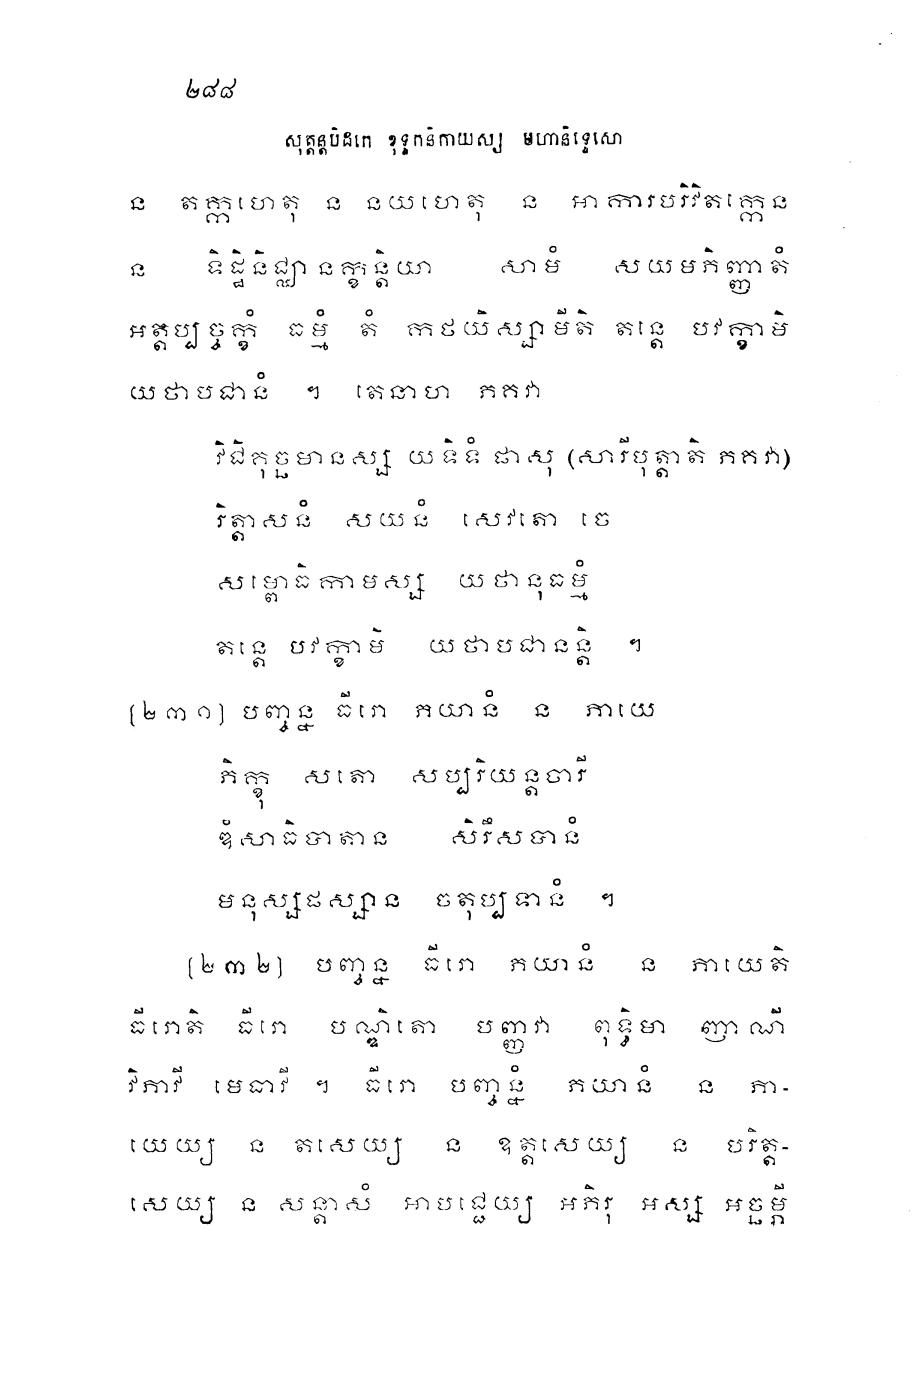 ២៨៨
សុត្តន្តបិដកេ ខុទ្ទកនិកាយស្ស មហានិទ្ទេសោ
ន តក្កហេតុ ន នយហេតុ ន អាការបរិវិតក្កេន
ន ទិដ្ឋិនិជ្ឈានក្ខន្តិយា សាមំ សយមភិញ្ញាតំ
អត្តប្បច្ចក្ខំ ធម្មំ តំ កថយិស្សាមីតិ តន្តេ បវក្ខាមិ
យថាបជានំ ។ តេនាហ ភគវា
វិជិគុច្ឆមានស្ស យទិទំ ផាសុ (សារីបុត្តាតិ ភគវា)
រិត្តាសនំ សយនំ សេវតោ ចេ
សម្ពោធិកាមស្ស យថានុធម្មំ
តន្តេ បវក្ខាមិ យថាបជានន្តិ ។
[២៣១] បញ្ចន្ន ធីរោ ភយានំ ន ភាយេ
ភិក្ខុ សតោ សប្បរិយន្តចារី
ឌំសាធិបាតាន សិរឹសបានំ
មនុស្សផស្សាន ចតុប្បទានំ ។
[២៣២] បញ្ចន្ន ធីរោ ភយានំ ន ភាយេតិ
ធីរោតិ ធីរោ បណ្ឌិតោ បញ្ញវា ពុទ្ធិមា ញាណី
វិភាវី មេធាវី ។ ធីរោ បញ្ចន្នំ ភយានំ ន ភា-
យេយ្យ ន តសេយ្យ ន ឧត្តសេយ្យ ន បរិត្ត-
សេយ្យ ន សន្តាសំ អាបជ្ជេយ្យ អភិរុ អស្ស អច្ឆម្ភី